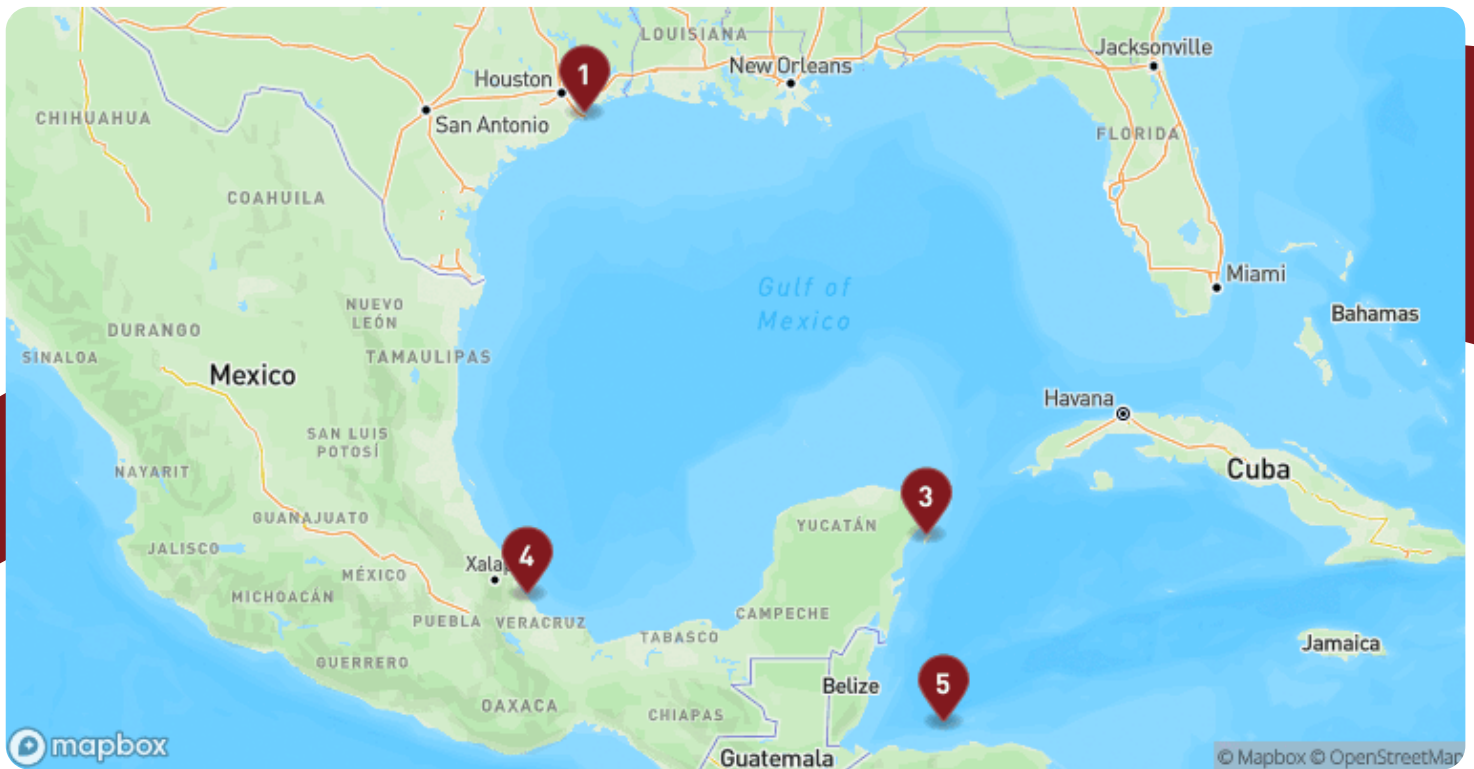 LOUISIANA
Jacksonville
New Orleans
Houston
1
San Antonio
CHIHUAHUA
FLORIDA
COAHUILA
Miami
Gulf of
Mexico
NUEVO
LEÓN
Bahamas
DURANGO
SINALOA
TAMAULIPAS
Mexico
Havana
SAN LUIS
POTOSÍ
NAYARIT
Cuba
3
GUANAJUATO
YUCATÁN
JALISCO
4
Xala
MÉXICO
MICHOACÁN
PUEBLA
VERACRUZ
CAMPECHE
TABASCO
Jamaica
GUERRERO
Belize
5
OAXACA
CHIAPAS
mapbox
Guatemala
© Mapbox © OpenStreetMap